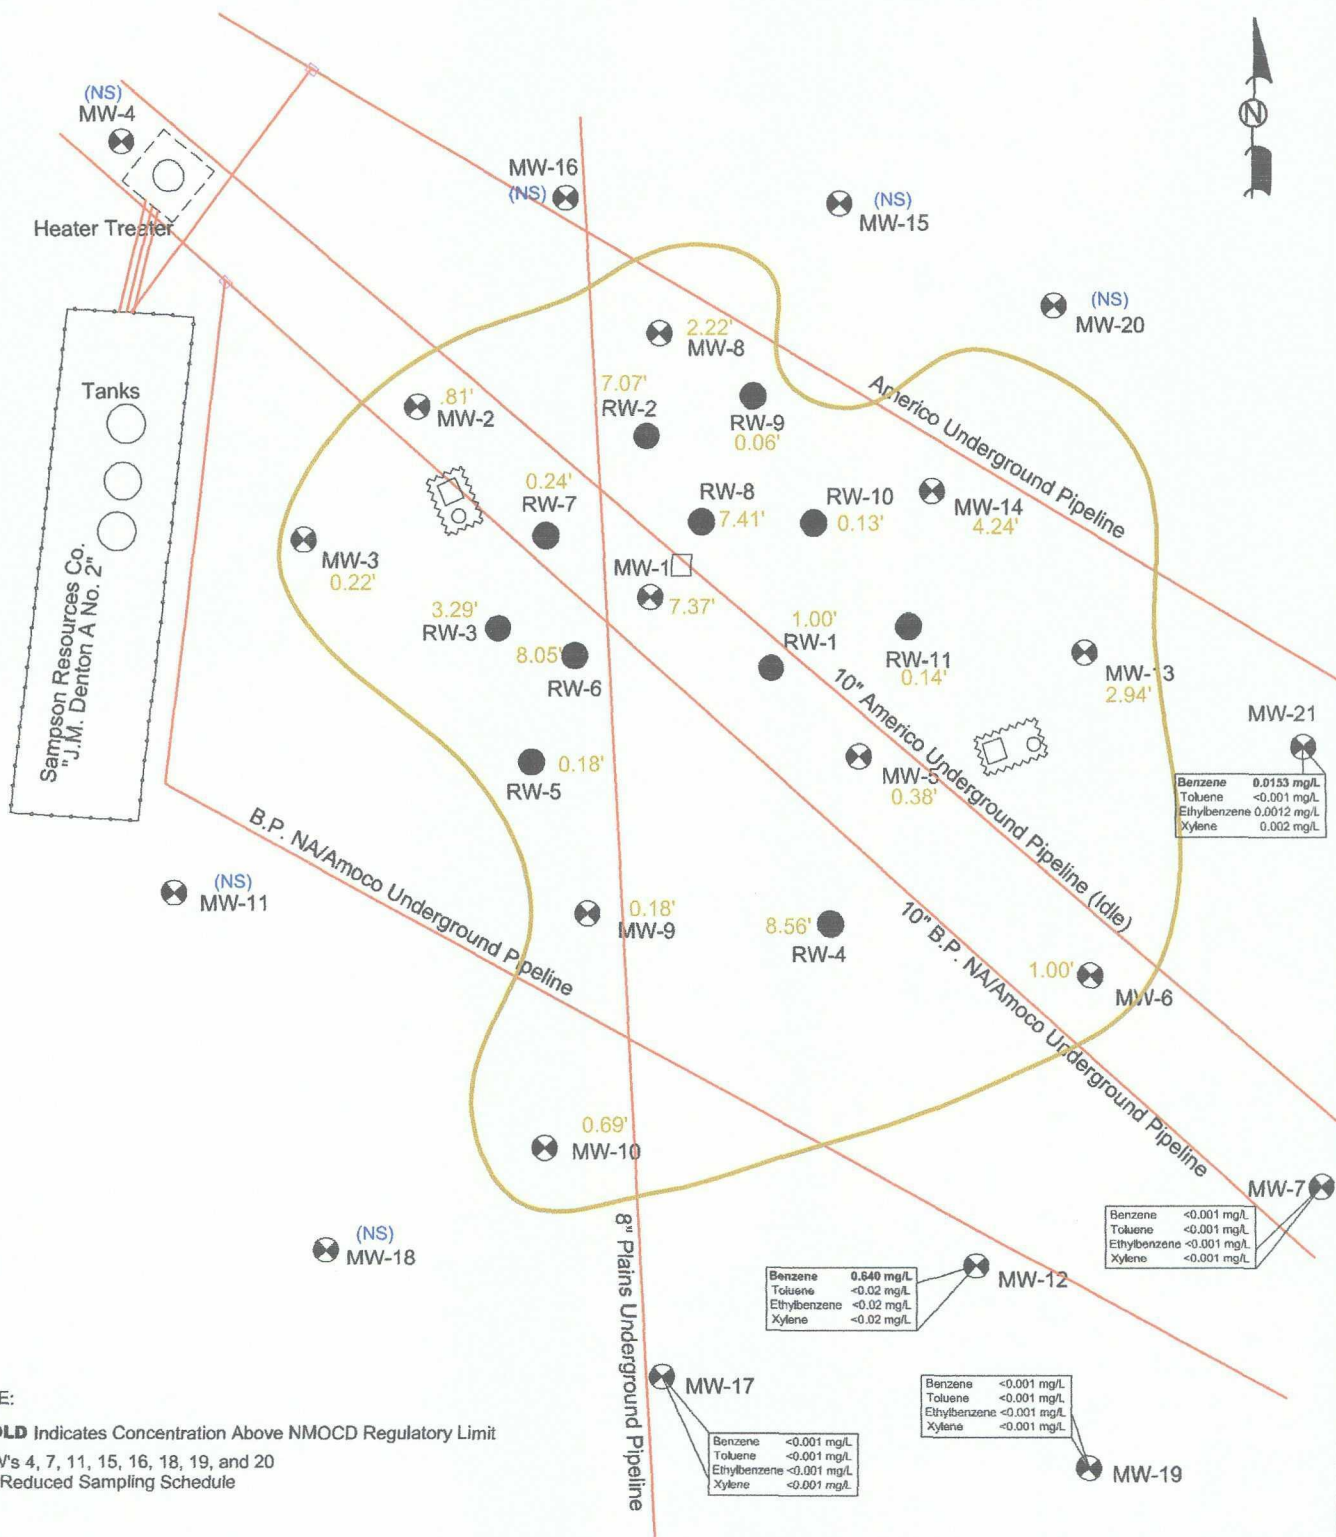 N
(NS)
MW-4
Heater Treater
MW-16
(NS)
(NS)
MW-15
(NS)
MW-20
Tanks
Sampson Resources Co.
"J.M. Denton A No. 2"
2.22'
MW-8
.81'
MW-2
7.07'
RW-2
RW-9
0.06'
Americo Underground Pipeline
0.24'
RW-7
RW-8
7.41'
RW-10
0.13'
MW-14
4.24'
MW-3
0.22'
MW-1
7.37'
3.29'
RW-3
8.05'
RW-6
1.00'
RW-1
RW-11
0.14'
MW-13
2.94'
10" Americo Underground Pipeline (Idle)
MW-21
Benzene 0.0153 mg/L
Toluene <0.001 mg/L
Ethylbenzene 0.0012 mg/L
Xylene 0.002 mg/L
RW-5
0.18'
MW-5
0.38'
B.P. NA/Amoco Underground Pipeline
(NS)
MW-11
0.18'
MW-9
8.56'
RW-4
10" B.P. NA/Amoco Underground Pipeline
1.00'
MW-6
0.69'
MW-10
MW-7
Benzene <0.001 mg/L
Toluene <0.001 mg/L
Ethylbenzene <0.001 mg/L
Xylene <0.001 mg/L
(NS)
MW-18
8" Plains Underground Pipeline
MW-12
Benzene 0.640 mg/L
Toluene <0.02 mg/L
Ethylbenzene <0.02 mg/L
Xylene <0.02 mg/L
MW-17
Benzene <0.001 mg/L
Toluene <0.001 mg/L
Ethylbenzene <0.001 mg/L
Xylene <0.001 mg/L
Benzene <0.001 mg/L
Toluene <0.001 mg/L
Ethylbenzene <0.001 mg/L
Xylene <0.001 mg/L
MW-19
E:
OLD Indicates Concentration Above NMOCD Regulatory Limit
W's 4, 7, 11, 15, 16, 18, 19, and 20
Reduced Sampling Schedule